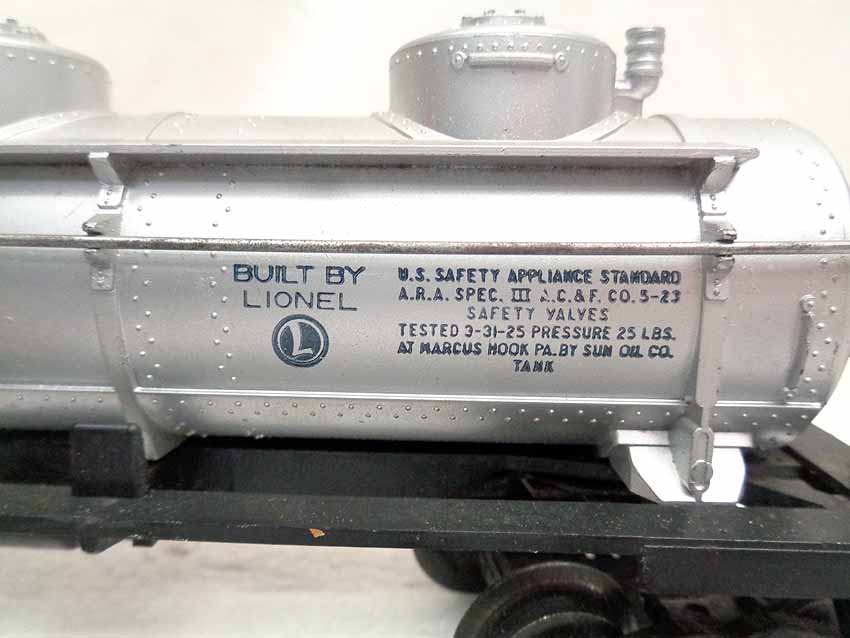 BUILT BY
LIONEL
L
U.S. SAFETY APPLIANCE STANDARD
A.R.A. SPEC. III A.C.&F. CO. 5-23
SAFETY VALVES
TESTED 3-31-25 PRESSURE 25 LBS.
AT MARCUS HOOK PA. BY SUN OIL CO.
TANK